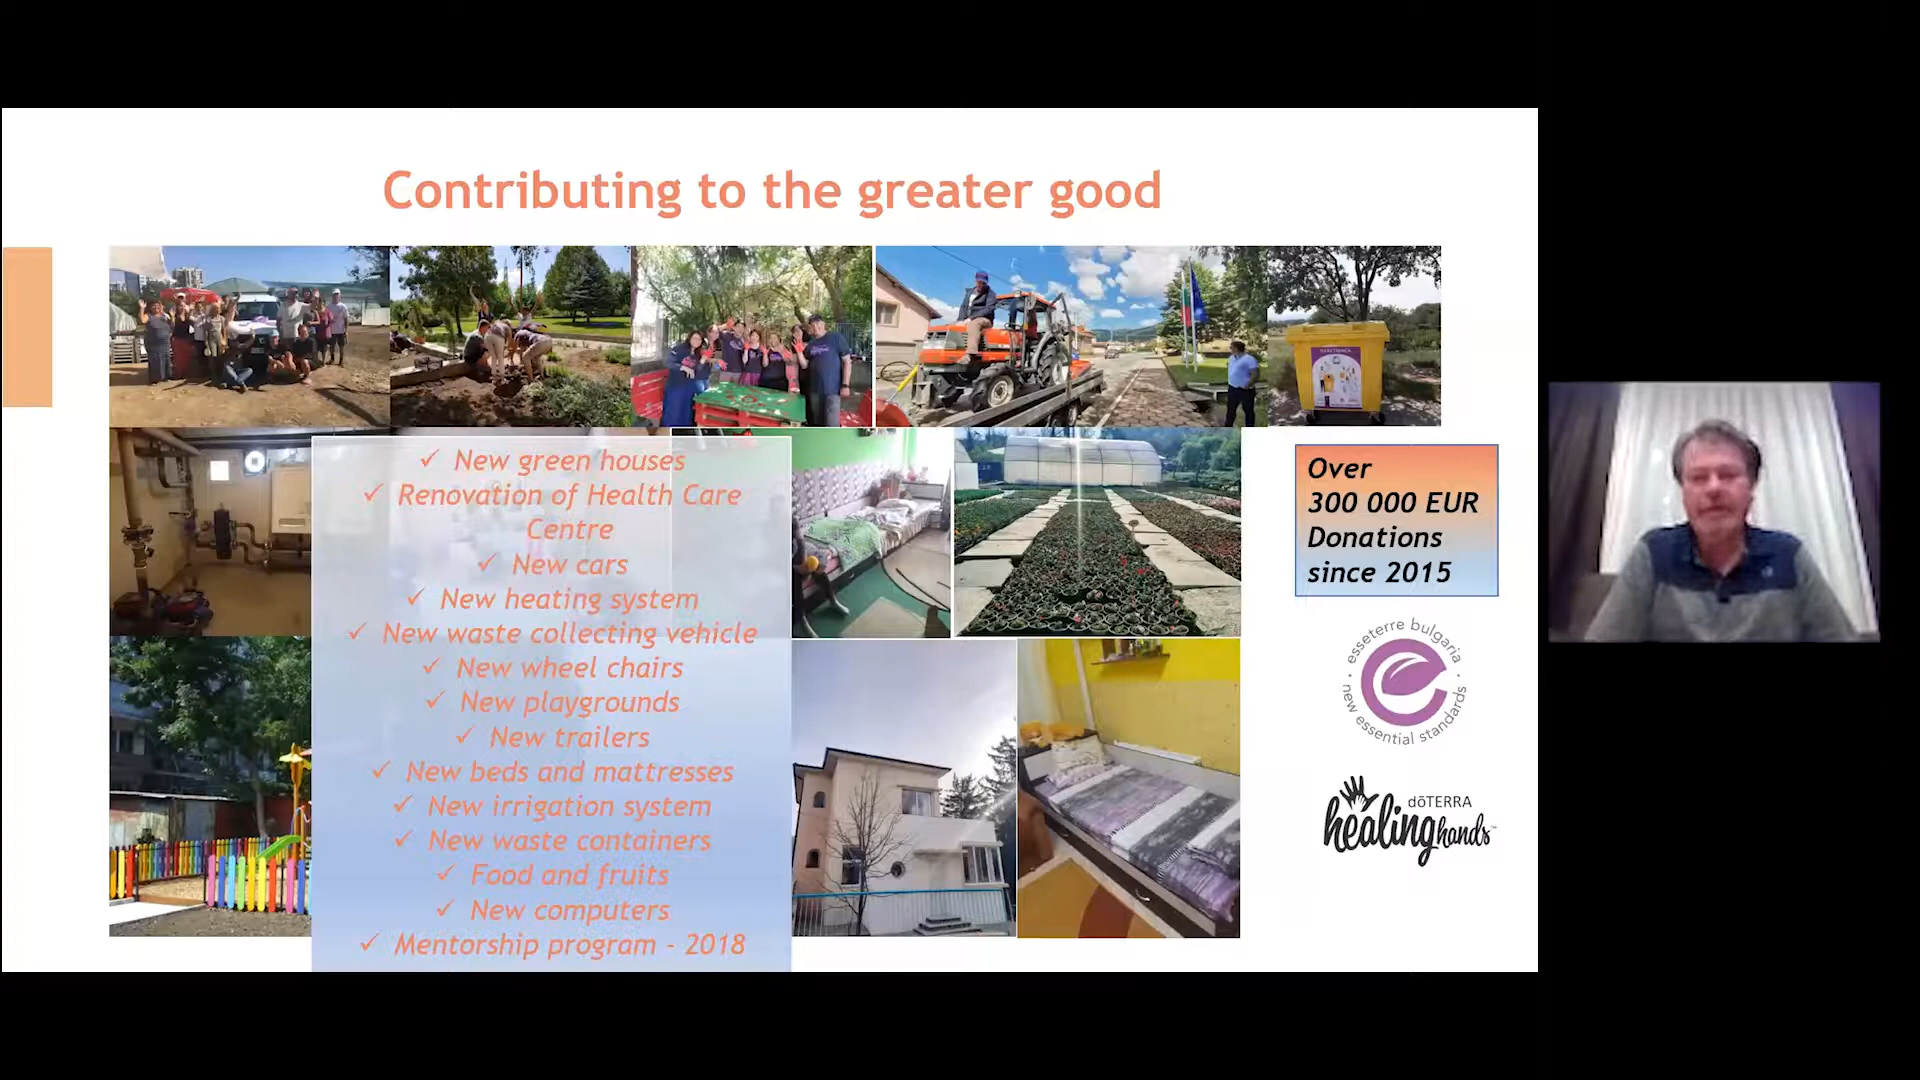 Contributing to the greater good
✓ New green houses
✓ Renovation of Health Care
Centre
✓ New cars
✓ New heating system
✓ New waste collecting vehicle
✓ New wheel chairs
✓ New playgrounds
✓ New trailers
✓ New beds and mattresses
✓ New irrigation system
✓ New waste containers
✓ Food and fruits
✓ New computers
✓ Mentorship program - 2018
Over
300 000 EUR
Donations
since 2015
esseterre bulgaria
· new essential standards ·
dōTERRA
healing hands™